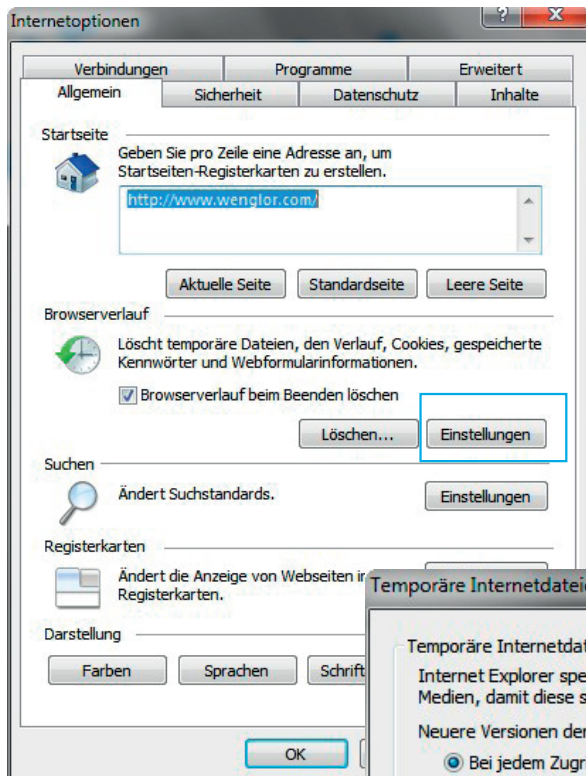 Internetoptionen
Verbindungen Programme Erweitert
Allgemein Sicherheit Datenschutz Inhalte
Startseite
Geben Sie pro Zeile eine Adresse an, um
Startseiten-Registerkarten zu erstellen.
http://www.wenglor.com/
Aktuelle Seite Standardseite Leere Seite
Browserverlauf
Löscht temporäre Dateien, den Verlauf, Cookies, gespeicherte
Kennwörter und Webformularinformationen.
Browserverlauf beim Beenden löschen
Löschen... Einstellungen
Suchen
Ändert Suchstandards.
Einstellungen
Registerkarten
Ändert die Anzeige von Webseiten in
Registerkarten.
Darstellung
Farben Sprachen Schrift
OK
Temporäre Internetdatei
Temporäre Internetdat
Internet Explorer spe
Medien, damit diese s
Neuere Versionen der
Bei jedem Zugr